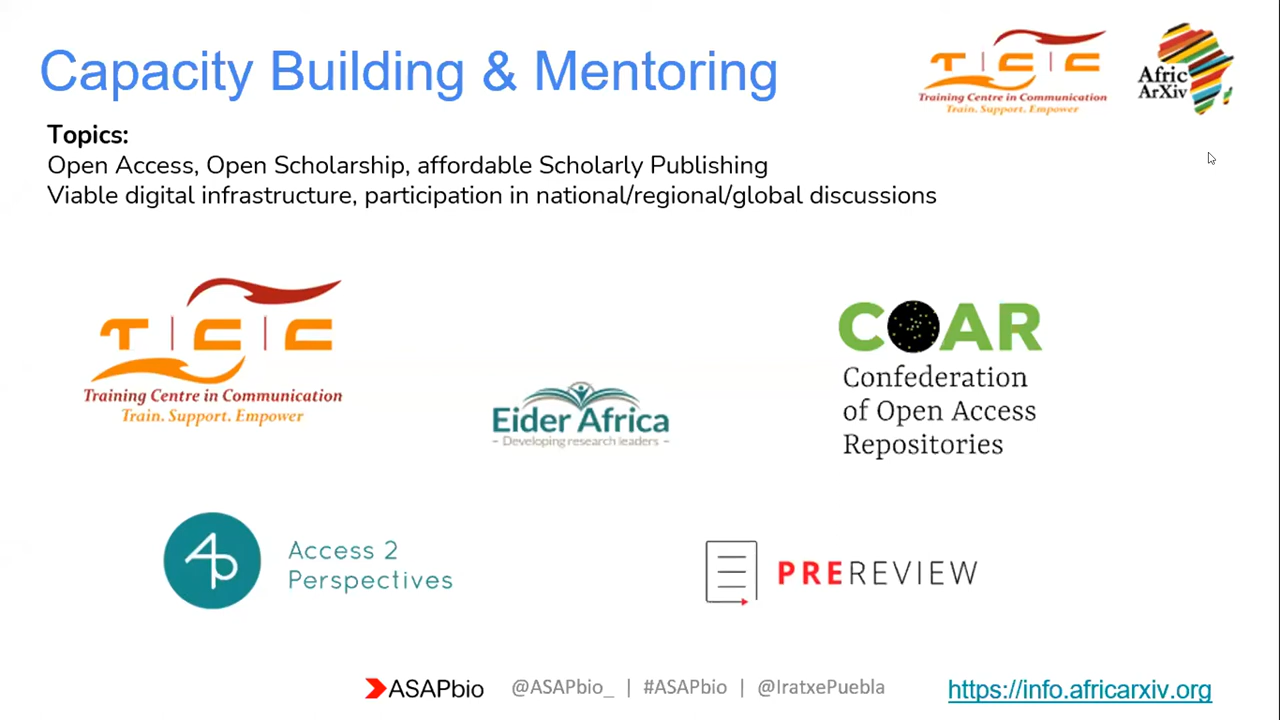 Capacity Building & Mentoring
T | C | C
Training Centre in Communication
Train. Support. Empower
Afric
ArXiv
Topics:
Open Access, Open Scholarship, affordable Scholarly Publishing
Viable digital infrastructure, participation in national/regional/global discussions
T | C | C
Training Centre in Communication
Train. Support. Empower
Eider Africa
- Developing research leaders -
COAR
Confederation
of Open Access
Repositories
Access 2
Perspectives
PREREVIEW
ASAPbio
@ASAPbio_ | #ASAPbio | @IratxePuebla
https://info.africarxiv.org